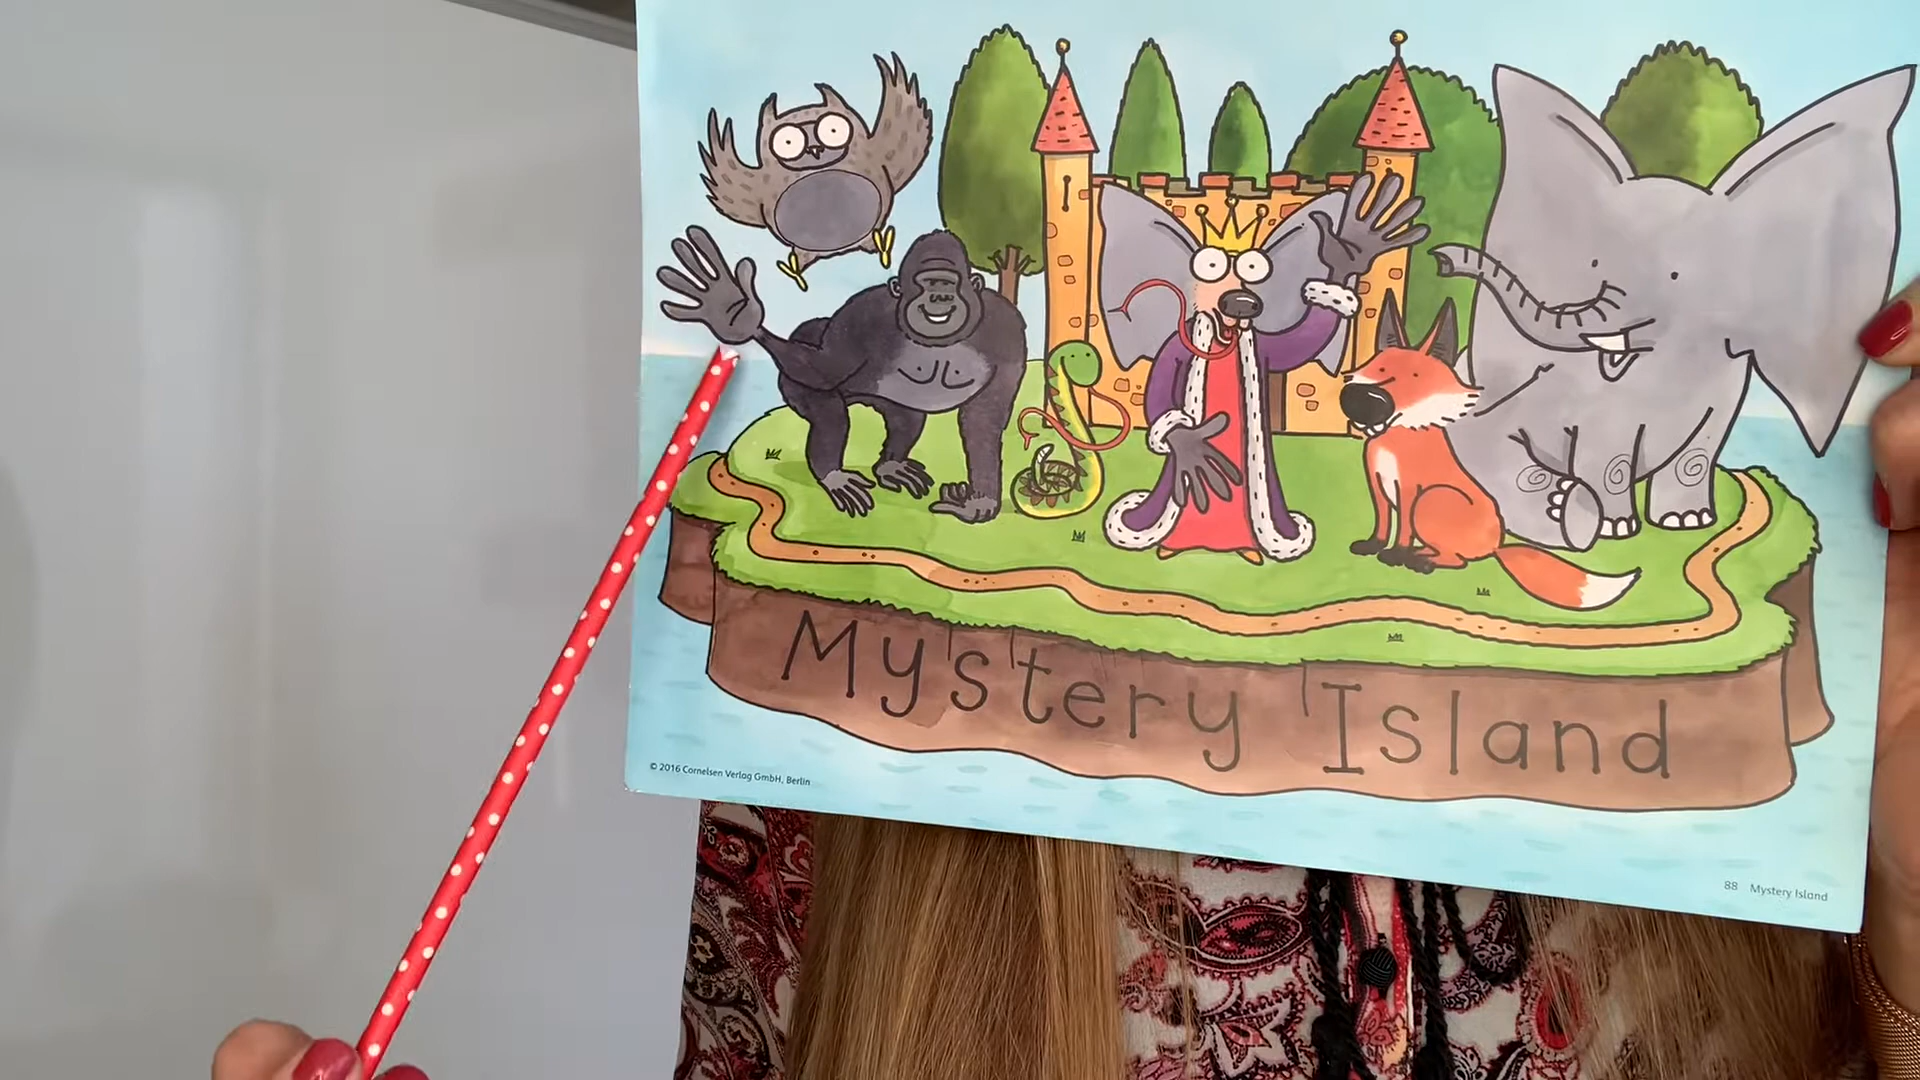 Mystery Island
© 2016 Cornelsen Verlag GmbH, Berlin
88 Mystery Island